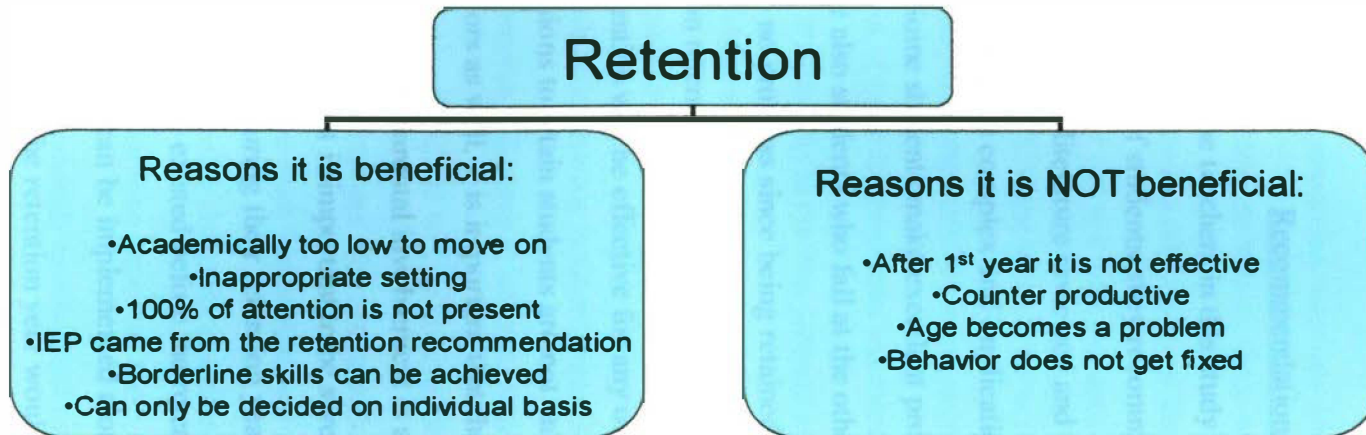 Retention
Reasons it is beneficial:
•Academically too low to move on
•Inappropriate setting
•100% of attention is not present
•IEP came from the retention recommendation
•Borderline skills can be achieved
•Can only be decided on individual basis
Reasons it is NOT beneficial:
•After 1st year it is not effective
•Counter productive
•Age becomes a problem
•Behavior does not get fixed